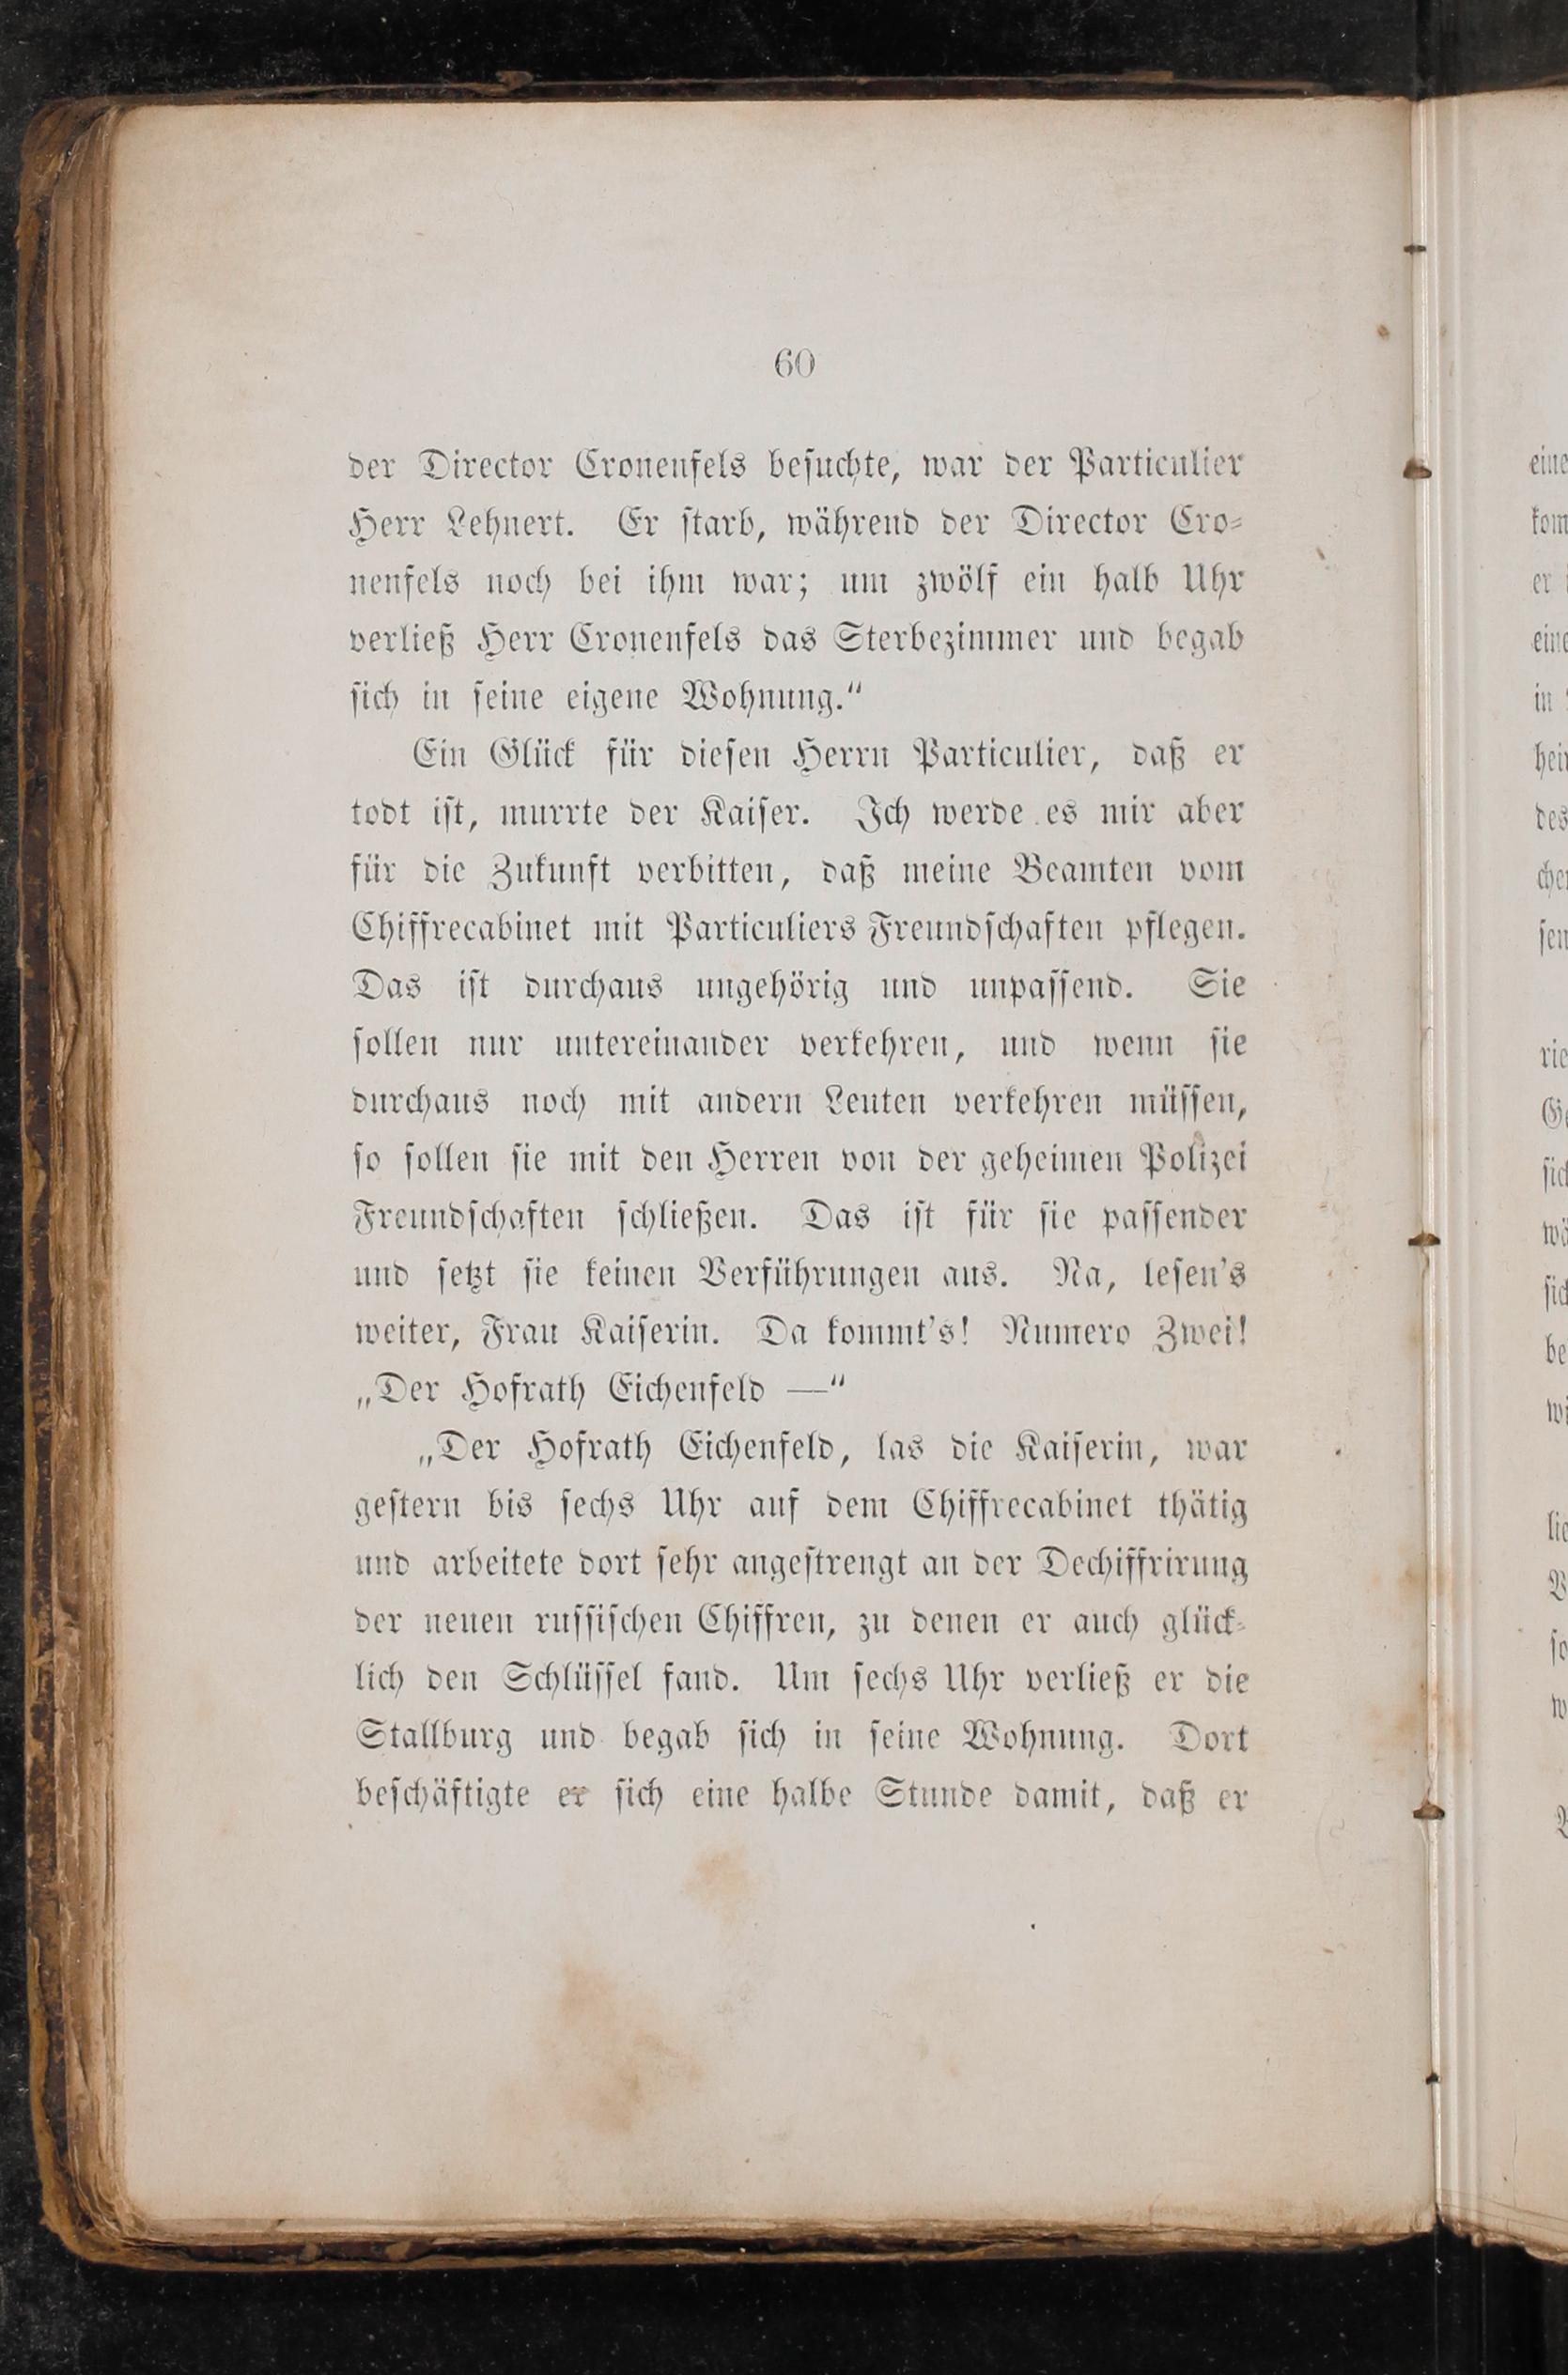 60
der Director Cronenfels besuchte, war der Particulier
Herr Lehnert. Er starb, während der Director Cro-
nenfels noch bei ihm war; um zwölf ein halb Uhr
verließ Herr Cronenfels das Sterbezimmer und begab
sich in seine eigene Wohnung.“
Ein Glück für diesen Herrn Particulier, daß er
todt ist, murrte der Kaiser. Ich werde es mir aber
für die Zukunft verbitten, daß meine Beamten vom
Chiffrecabinet mit Particuliers Freundschaften pflegen.
Das ist durchaus ungehörig und unpassend. Sie
sollen nur untereinander verkehren, und wenn sie
durchaus noch mit andern Leuten verkehren müssen,
so sollen sie mit den Herren von der geheimen Polizei
Freundschaften schließen. Das ist für sie passender
und setzt sie keinen Verführungen aus. Na, lesen's
weiter, Frau Kaiserin. Da kommt's! Numero Zwei!
„Der Hofrath Eichenfeld —“
„Der Hofrath Eichenfeld, las die Kaiserin, war
gestern bis sechs Uhr auf dem Chiffrecabinet thätig
und arbeitete dort sehr angestrengt an der Dechiffrirung
der neuen russischen Chiffren, zu denen er auch glück-
lich den Schlüssel fand. Um sechs Uhr verließ er die
Stallburg und begab sich in seine Wohnung. Dort
beschäftigte er sich eine halbe Stunde damit, daß er